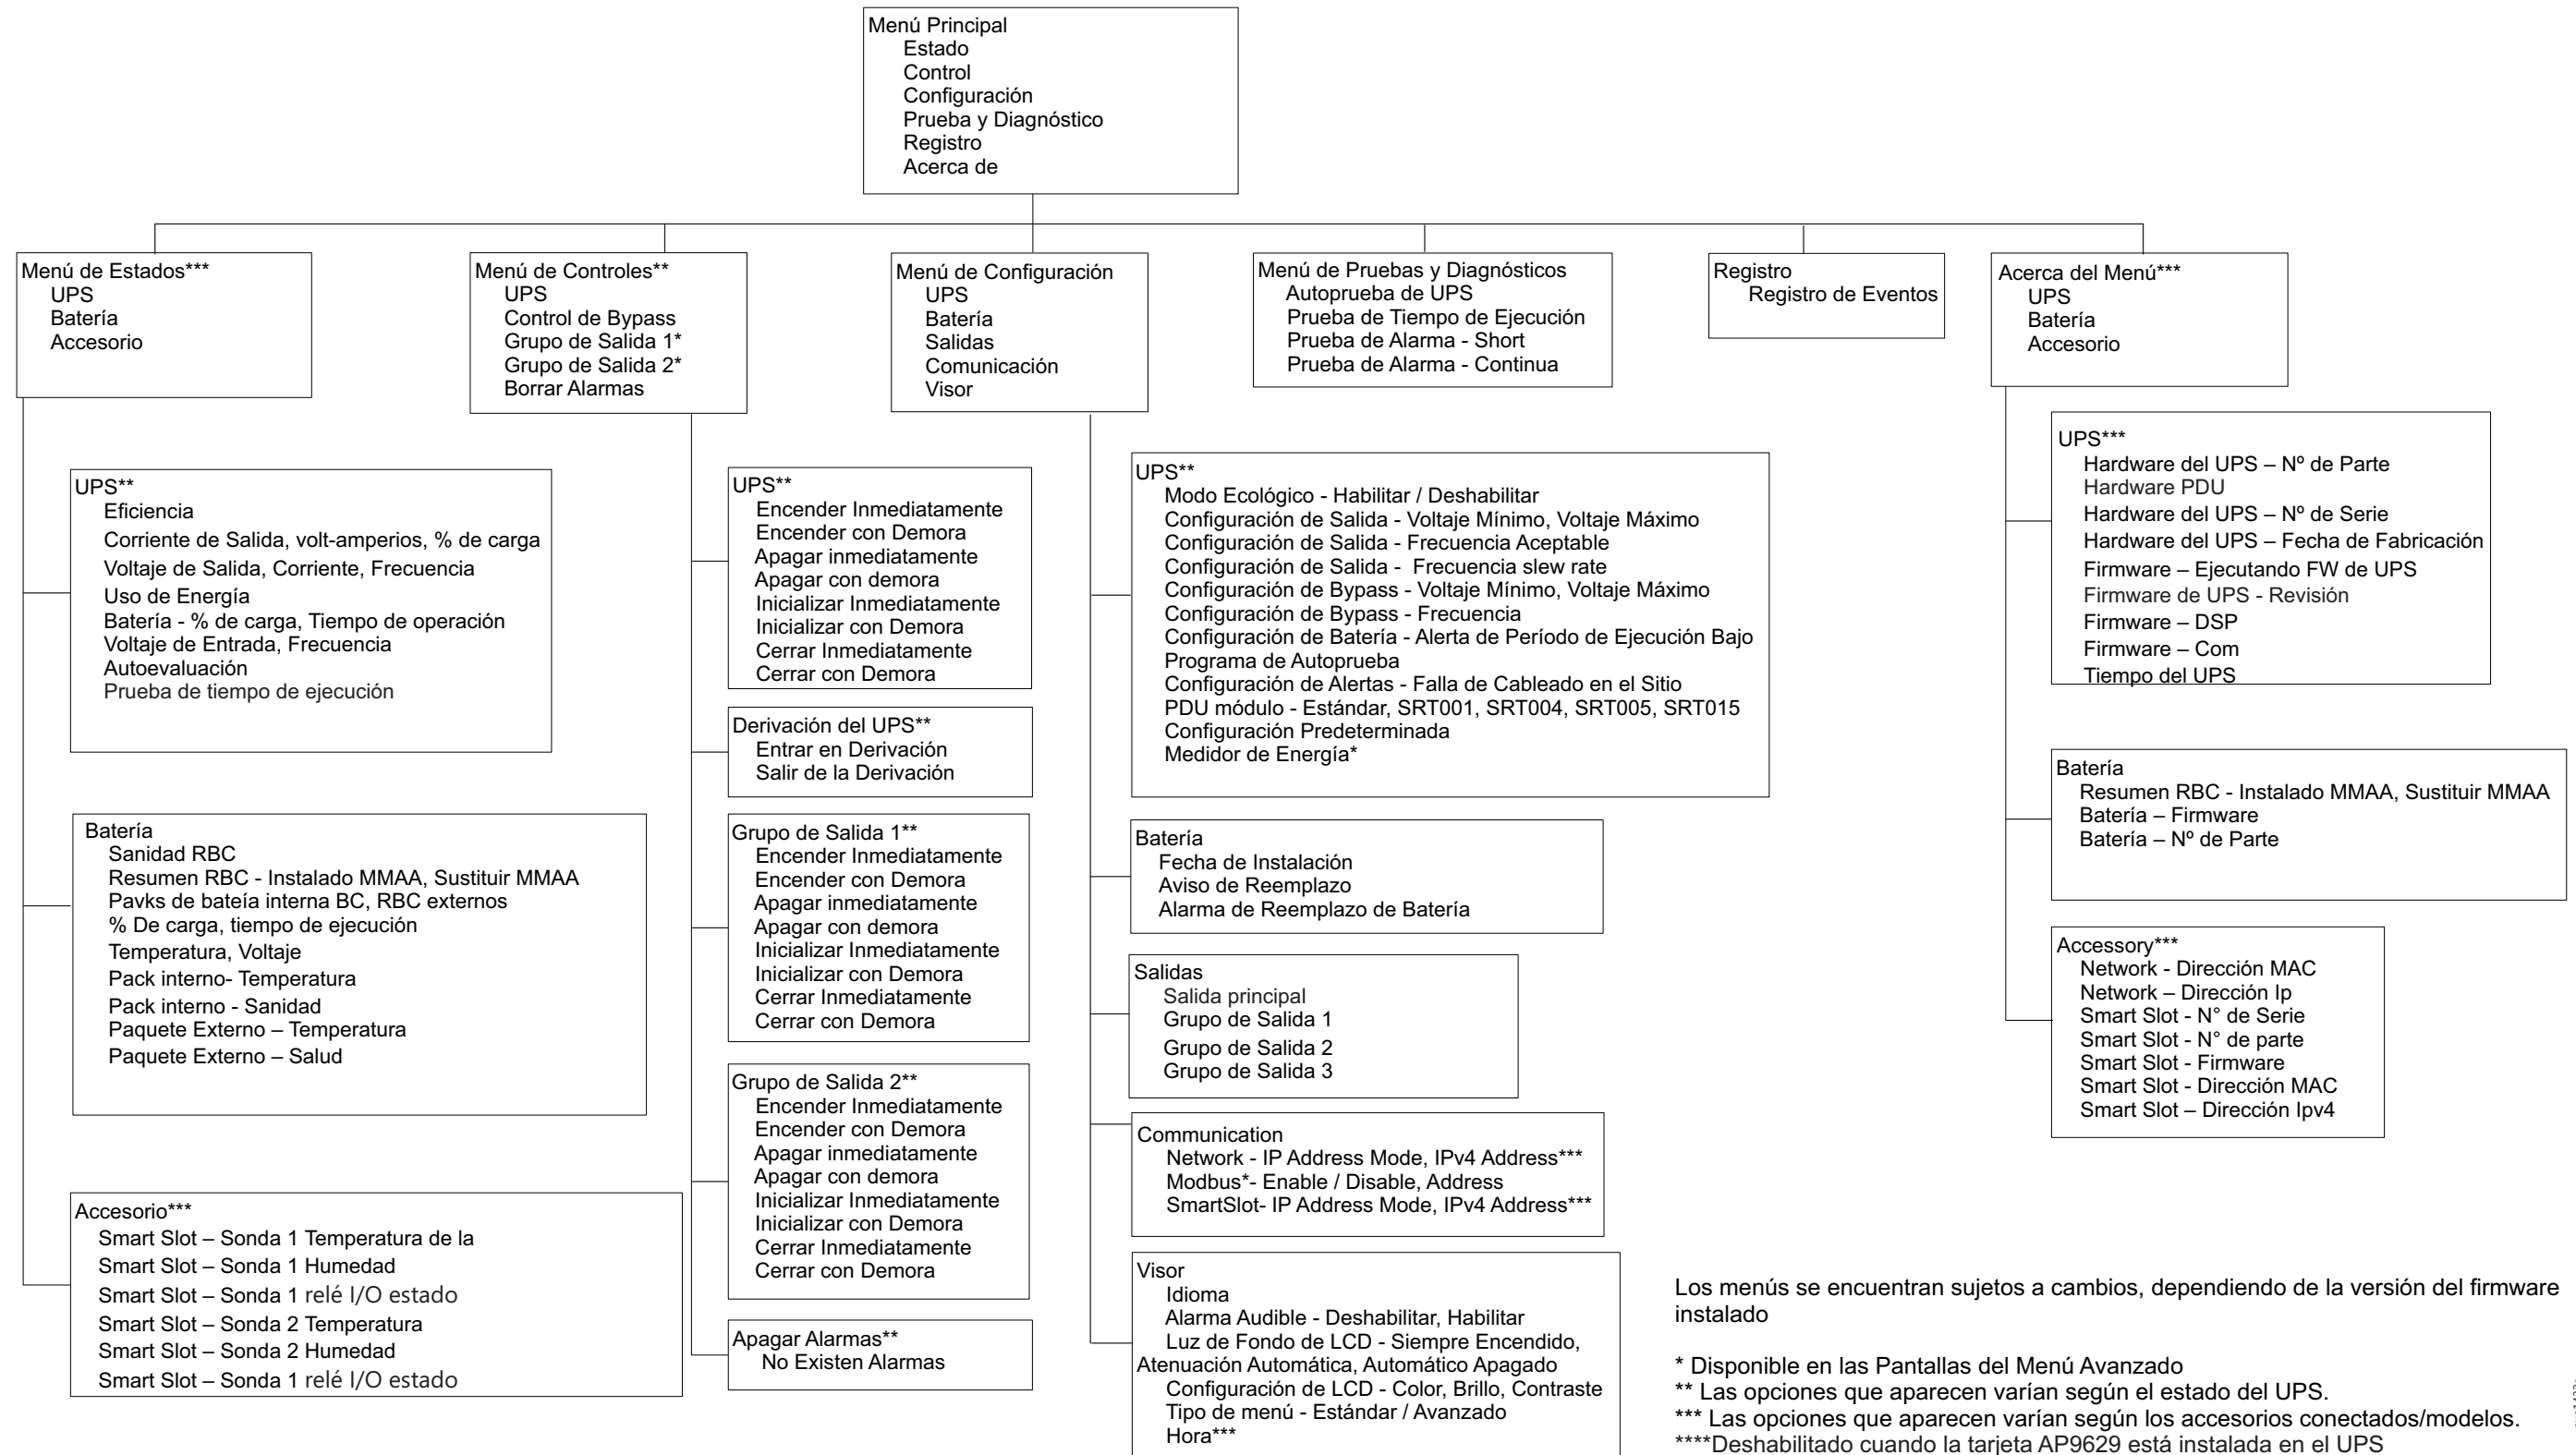 Menú Principal
Estado
Control
Configuración
Prueba y Diagnóstico
Registro
Acerca de
Menú de Estados***
UPS
Batería
Accesorio
Menú de Controles**
UPS
Control de Bypass
Grupo de Salida 1*
Grupo de Salida 2*
Borrar Alarmas
Menú de Configuración
UPS
Batería
Salidas
Comunicación
Visor
Menú de Pruebas y Diagnósticos
Autoprueba de UPS
Prueba de Tiempo de Ejecución
Prueba de Alarma - Short
Prueba de Alarma - Continua
Registro
Registro de Eventos
Acerca del Menú***
UPS
Batería
Accesorio
UPS**
Eficiencia
Corriente de Salida, volt-amperios, % de carga
Voltaje de Salida, Corriente, Frecuencia
Uso de Energía
Batería - % de carga, Tiempo de operación
Voltaje de Entrada, Frecuencia
Autoevaluación
Prueba de tiempo de ejecución
Batería
Sanidad RBC
Resumen RBC - Instalado MMAA, Sustituir MMAA
Pavks de bateía interna BC, RBC externos
% De carga, tiempo de ejecución
Temperatura, Voltaje
Pack interno- Temperatura
Pack interno - Sanidad
Paquete Externo – Temperatura
Paquete Externo – Salud
Accesorio***
Smart Slot – Sonda 1 Temperatura de la
Smart Slot – Sonda 1 Humedad
Smart Slot – Sonda 1 relé I/O estado
Smart Slot – Sonda 2 Temperatura
Smart Slot – Sonda 2 Humedad
Smart Slot – Sonda 1 relé I/O estado
UPS**
Encender Inmediatamente
Encender con Demora
Apagar inmediatamente
Apagar con demora
Inicializar Inmediatamente
Inicializar con Demora
Cerrar Inmediatamente
Cerrar con Demora
Derivación del UPS**
Entrar en Derivación
Salir de la Derivación
Grupo de Salida 1**
Encender Inmediatamente
Encender con Demora
Apagar inmediatamente
Apagar con demora
Inicializar Inmediatamente
Inicializar con Demora
Cerrar Inmediatamente
Cerrar con Demora
Grupo de Salida 2**
Encender Inmediatamente
Encender con Demora
Apagar inmediatamente
Apagar con demora
Inicializar Inmediatamente
Inicializar con Demora
Cerrar Inmediatamente
Cerrar con Demora
Apagar Alarmas**
No Existen Alarmas
UPS**
Modo Ecológico - Habilitar / Deshabilitar
Configuración de Salida - Voltaje Mínimo, Voltaje Máximo
Configuración de Salida - Frecuencia Aceptable
Configuración de Salida - Frecuencia slew rate
Configuración de Bypass - Voltaje Mínimo, Voltaje Máximo
Configuración de Bypass - Frecuencia
Configuración de Batería - Alerta de Período de Ejecución Bajo
Programa de Autoprueba
Configuración de Alertas - Falla de Cableado en el Sitio
PDU módulo - Estándar, SRT001, SRT004, SRT005, SRT015
Configuración Predeterminada
Medidor de Energía*
Batería
Fecha de Instalación
Aviso de Reemplazo
Alarma de Reemplazo de Batería
Salidas
Salida principal
Grupo de Salida 1
Grupo de Salida 2
Grupo de Salida 3
Communication
Network - IP Address Mode, IPv4 Address***
Modbus*- Enable / Disable, Address
SmartSlot- IP Address Mode, IPv4 Address***
Visor
Idioma
Alarma Audible - Deshabilitar, Habilitar
Luz de Fondo de LCD - Siempre Encendido,
Atenuación Automática, Automático Apagado
Configuración de LCD - Color, Brillo, Contraste
Tipo de menú - Estándar / Avanzado
Hora***
UPS***
Hardware del UPS – Nº de Parte
Hardware PDU
Hardware del UPS – Nº de Serie
Hardware del UPS – Fecha de Fabricación
Firmware – Ejecutando FW de UPS
Firmware de UPS - Revisión
Firmware – DSP
Firmware – Com
Tiempo del UPS
Batería
Resumen RBC - Instalado MMAA, Sustituir MMAA
Batería – Firmware
Batería – Nº de Parte
Accessory***
Network - Dirección MAC
Network – Dirección Ip
Smart Slot - N° de Serie
Smart Slot - N° de parte
Smart Slot - Firmware
Smart Slot - Dirección MAC
Smart Slot – Dirección Ipv4
Los menús se encuentran sujetos a cambios, dependiendo de la versión del firmware
instalado
* Disponible en las Pantallas del Menú Avanzado
** Las opciones que aparecen varían según el estado del UPS.
*** Las opciones que aparecen varían según los accesorios conectados/modelos.
****Deshabilitado cuando la tarjeta AP9629 está instalada en el UPS